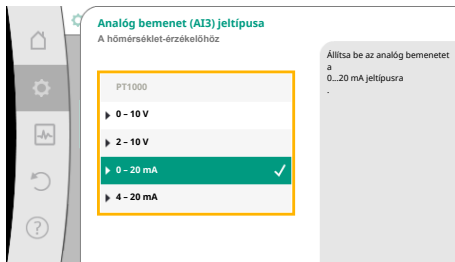 Analóg bemenet (AI3) jeltípusa
A hőmérséklet-érzékelőhöz
PT1000
0 – 10 V
2 – 10 V
0 – 20 mA
4 – 20 mA
Állítsa be az analóg bemenetet
a
0...20 mA jeltípusra
.